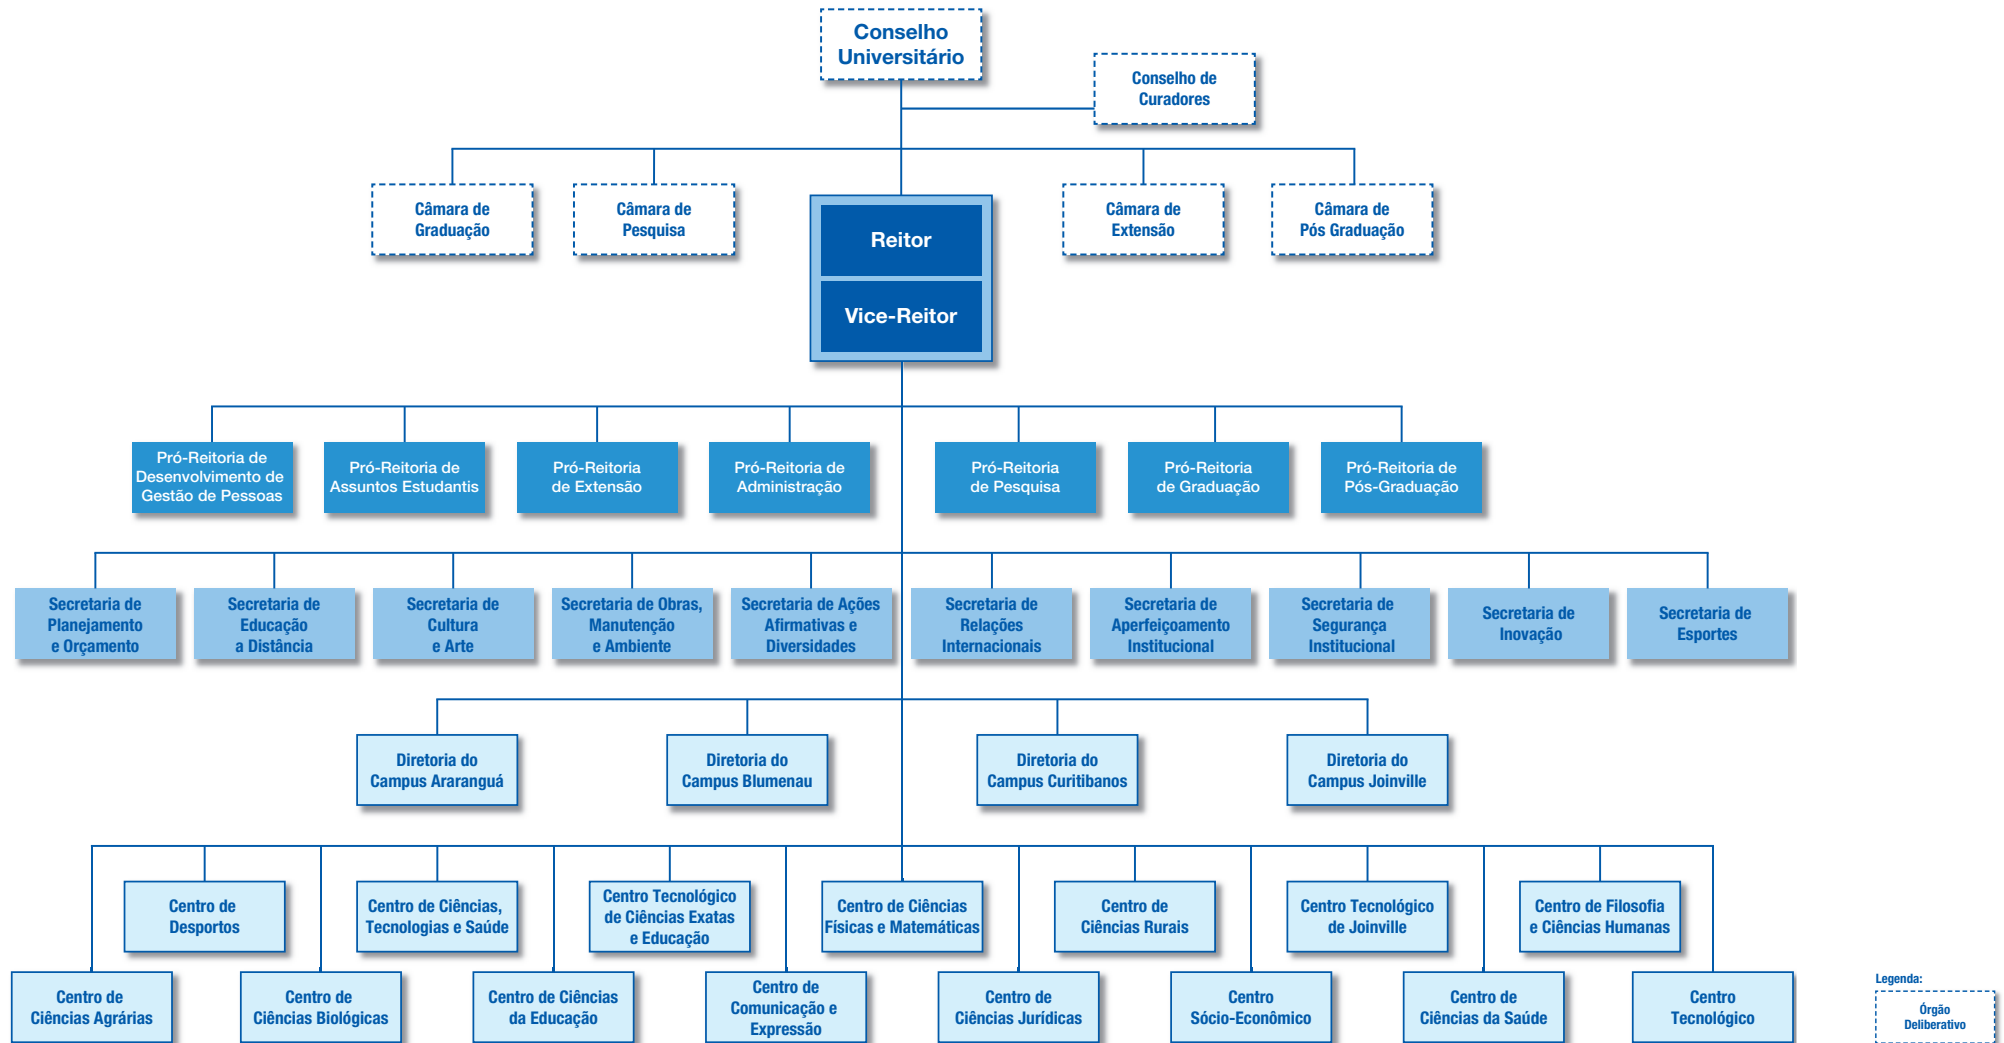 Conselho
Universitário
Conselho de
Curadores
Câmara de
Graduação
Câmara de
Pesquisa
Câmara de
Extensão
Câmara de
Pós Graduação
Reitor
Vice-Reitor
Pró-Reitoria de
Desenvolvimento de
Gestão de Pessoas
Pró-Reitoria de
Assuntos Estudantis
Pró-Reitoria
de Extensão
Pró-Reitoria de
Administração
Pró-Reitoria
de Pesquisa
Pró-Reitoria
de Graduação
Pró-Reitoria de
Pós-Graduação
Secretaria de
Planejamento
e Orçamento
Secretaria de
Educação
a Distância
Secretaria de
Cultura
e Arte
Secretaria de Obras,
Manutenção
e Ambiente
Secretaria de Ações
Afirmativas e
Diversidades
Secretaria de
Relações
Internacionais
Secretaria de
Aperfeiçoamento
Institucional
Secretaria de
Segurança
Institucional
Secretaria de
Inovação
Secretaria de
Esportes
Diretoria do
Campus Araranguá
Diretoria do
Campus Blumenau
Diretoria do
Campus Curitibanos
Diretoria do
Campus Joinville
Centro de
Desportos
Centro de Ciências,
Tecnologias e Saúde
Centro Tecnológico
de Ciências Exatas
e Educação
Centro de Ciências
Físicas e Matemáticas
Centro de
Ciências Rurais
Centro Tecnológico
de Joinville
Centro de Filosofia
e Ciências Humanas
Centro de
Ciências Agrárias
Centro de
Ciências Biológicas
Centro de Ciências
da Educação
Centro de
Comunicação e
Expressão
Centro de
Ciências Jurídicas
Centro
Sócio-Econômico
Centro de
Ciências da Saúde
Centro
Tecnológico
Legenda:
Órgão
Deliberativo